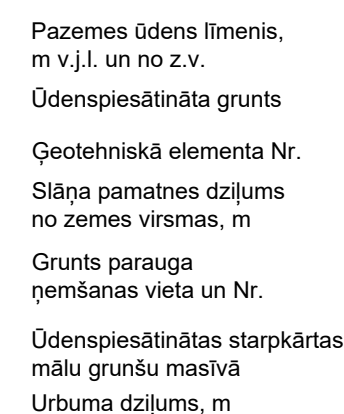 Pazemes ūdens līmenis,
m v.j.l. un no z.v.
Ūdenspiesātināta grunts
Ģeotehniskā elementa Nr.
Slāņa pamatnes dziļums
no zemes virsmas, m
Grunts parauga
ņemšanas vieta un Nr.
Ūdenspiesātinātas starpkārtas
mālu grunšu masīvā
Urbuma dziļums, m